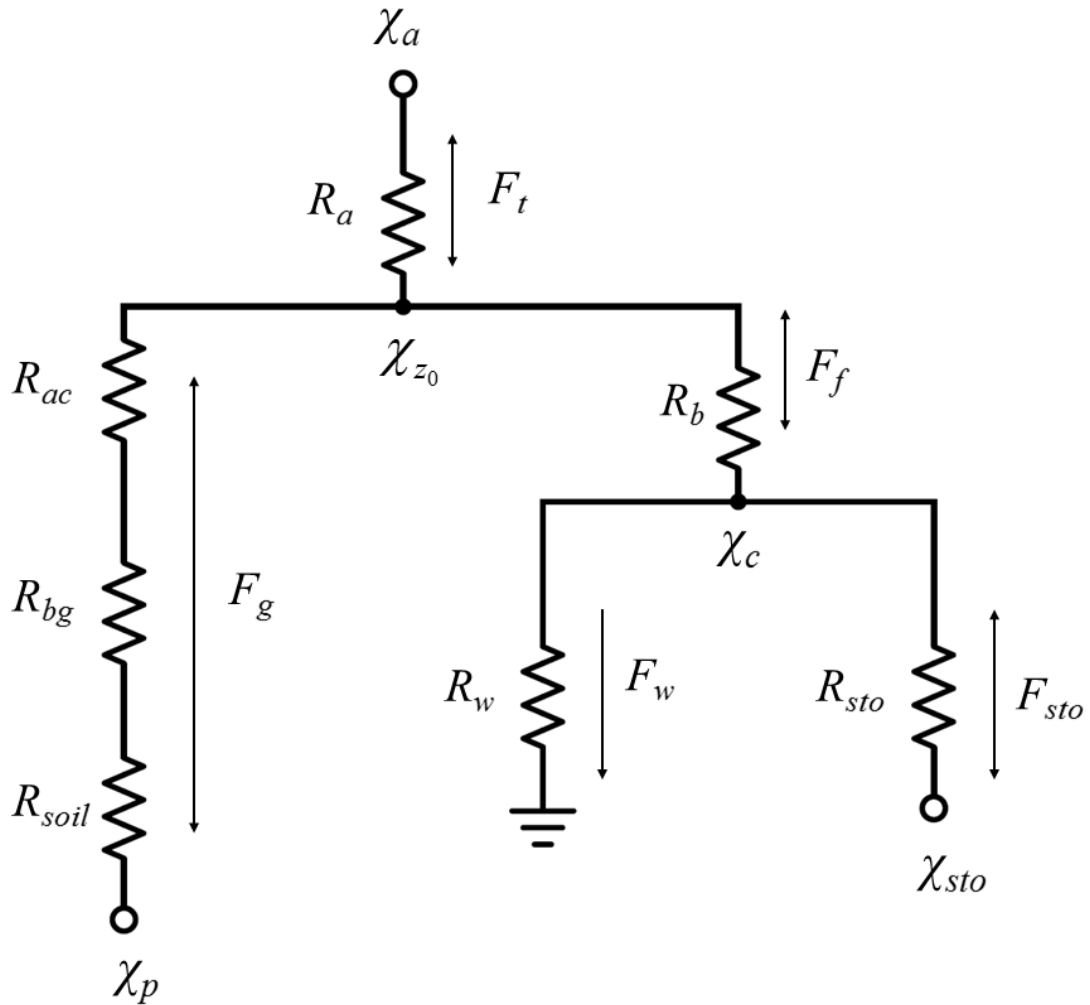 χa
Ra
Ft
χz0
Rac
Rb
Ff
χc
Rbg
Fg
Rw
Fw
Rsto
Fsto
Rsoil
χsto
χp